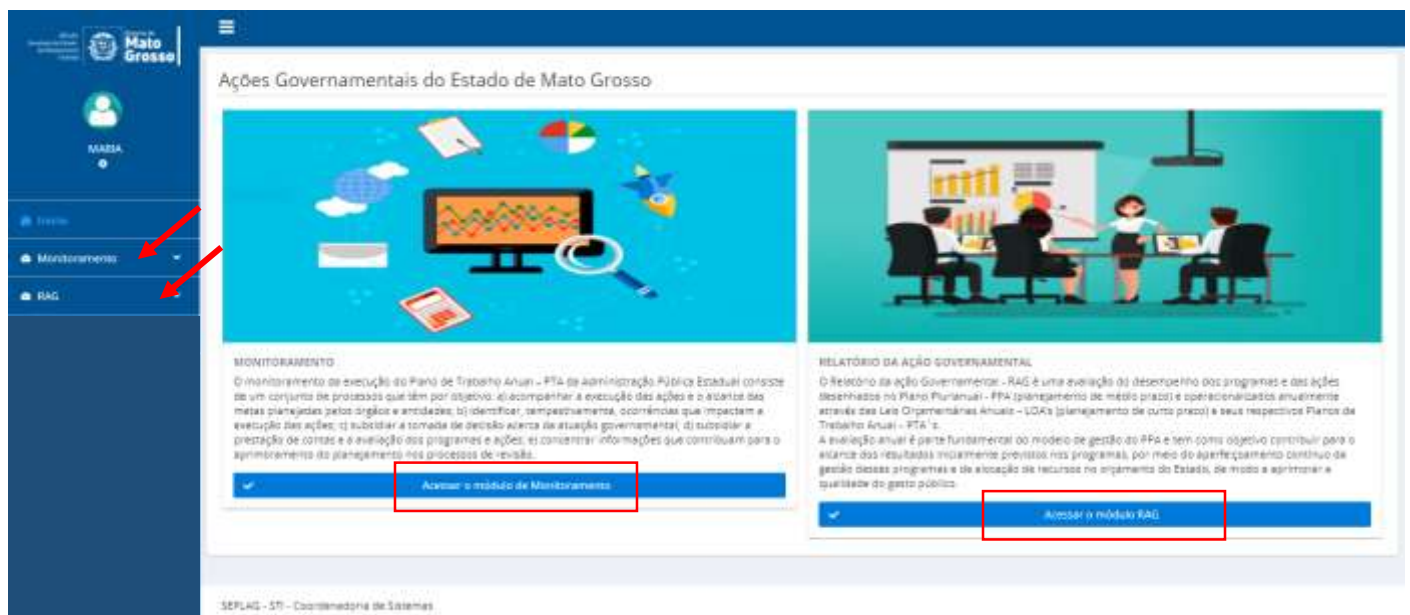 Mato
Grosso
MARIA
Início
Monitoramento
RAG
Ações Governamentais do Estado de Mato Grosso
MONITORAMENTO
O monitoramento da execução do Plano de Trabalho Anual – PTA da Administração Pública Estadual consiste
de um conjunto de processos que têm por objetivo: a) acompanhar a execução das ações e o alcance das
metas planejadas pelos órgãos e entidades; b) identificar, tempestivamente, ocorrências que impactam a
execução das ações; c) subsidiar a tomada de decisão acerca da atuação governamental; d) subsidiar a
prestação de contas e a avaliação dos programas e ações; e) concentrar informações que contribuam para o
aprimoramento do planejamento nos processos de revisão.
Acessar o módulo de Monitoramento
RELATÓRIO DA AÇÃO GOVERNAMENTAL
O Relatório da ação Governamental - RAG é uma avaliação do desempenho dos programas e das ações
desenhados no Plano Plurianual - PPA (planejamento de médio prazo) e operacionalizados anualmente
através das Leis Orçamentárias Anuais – LOA's (planejamento de curto prazo) e seus respectivos Planos de
Trabalho Anual – PTA´s.
A avaliação anual é parte fundamental do modelo de gestão do PPA e tem como objetivo contribuir para o
alcance dos resultados inicialmente previstos nos programas, por meio do aperfeiçoamento contínuo da
gestão desses programas e da alocação de recursos no orçamento do Estado, de modo a aprimorar a
qualidade do gasto público.
Acessar o módulo RAG
SEPLAG - STI - Coordenadoria de Sistemas